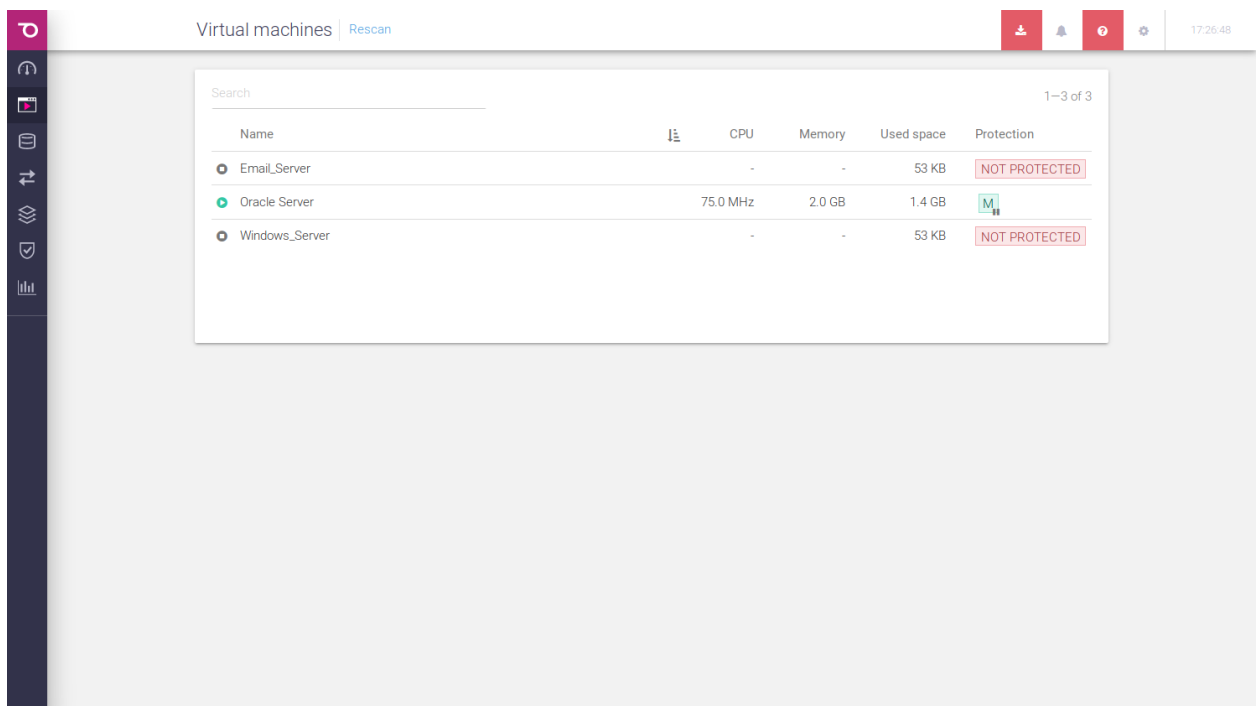 Virtual machines Rescan 17:26:48
Search 1—3 of 3
Name CPU Memory Used space Protection
Email_Server - - 53 KB NOT PROTECTED
Oracle Server 75.0 MHz 2.0 GB 1.4 GB M
Windows_Server - - 53 KB NOT PROTECTED